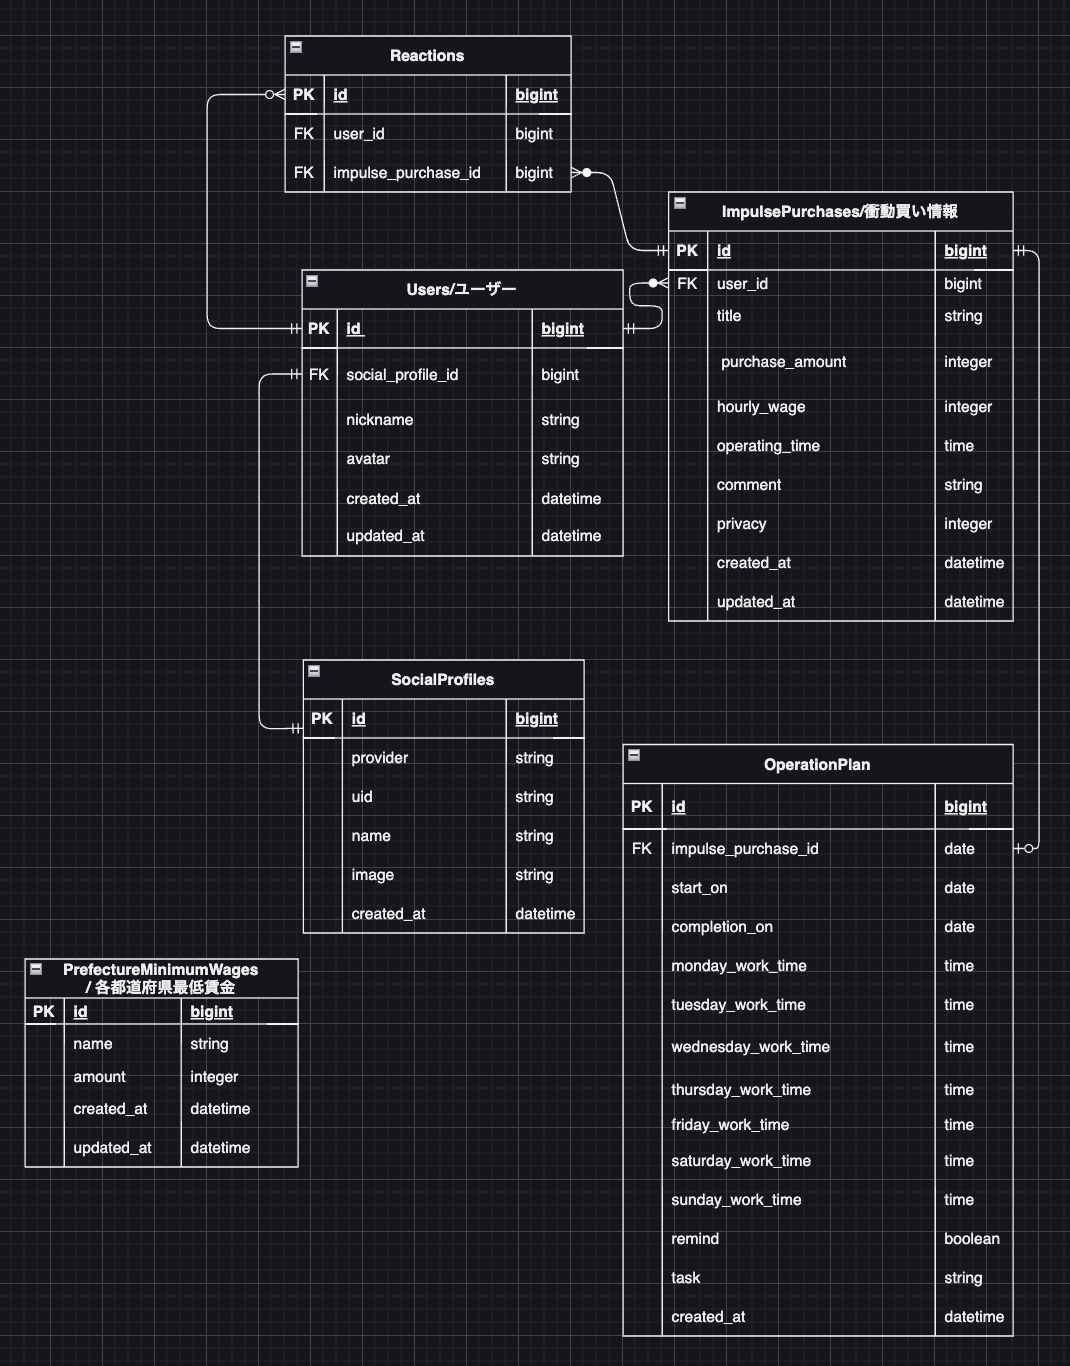 Reactions
PK id bigint
FK user_id bigint
FK impulse_purchase_id bigint
ImpulsePurchases/衝動買い情報
PK id bigint
FK user_id bigint
title string
purchase_amount integer
hourly_wage integer
operating_time time
comment string
privacy integer
created_at datetime
updated_at datetime
Users/ユーザー
PK id bigint
FK social_profile_id bigint
nickname string
avatar string
created_at datetime
updated_at datetime
SocialProfiles
PK id bigint
provider string
uid string
name string
image string
created_at datetime
OperationPlan
PK id bigint
FK impulse_purchase_id date
start_on date
completion_on date
monday_work_time time
tuesday_work_time time
wednesday_work_time time
thursday_work_time time
friday_work_time time
saturday_work_time time
sunday_work_time time
remind boolean
task string
created_at datetime
PrefectureMinimumWages
/ 各都道府県最低賃金
PK id bigint
name string
amount integer
created_at datetime
updated_at datetime